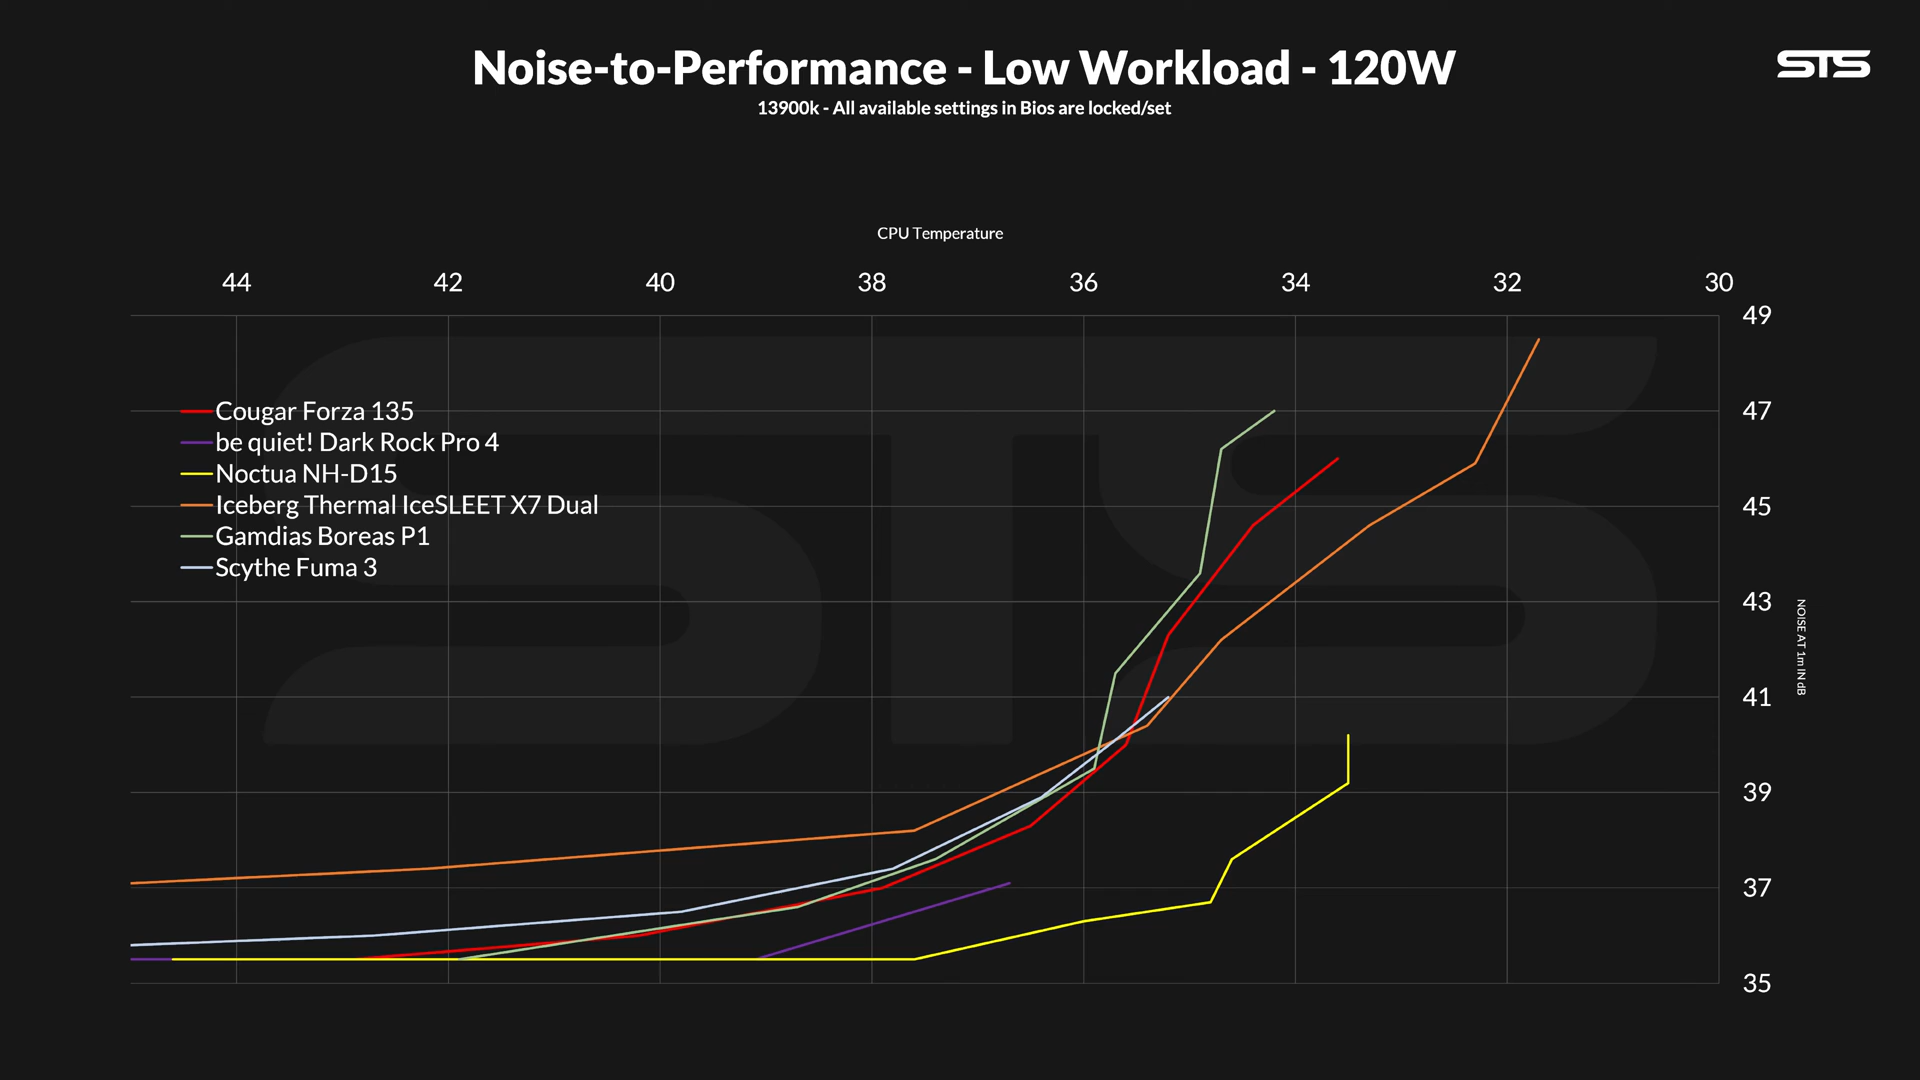 Noise-to-Performance - Low Workload - 120W
STS
13900k - All available settings in Bios are locked/set
CPU Temperature
44 42 40 38 36 34 32 30
49
47
45
43
41
39
37
35
Cougar Forza 135
be quiet! Dark Rock Pro 4
Noctua NH-D15
Iceberg Thermal IceSLEET X7 Dual
Gamdias Boreas P1
Scythe Fuma 3
NOISE AT 1m IN dB
STS